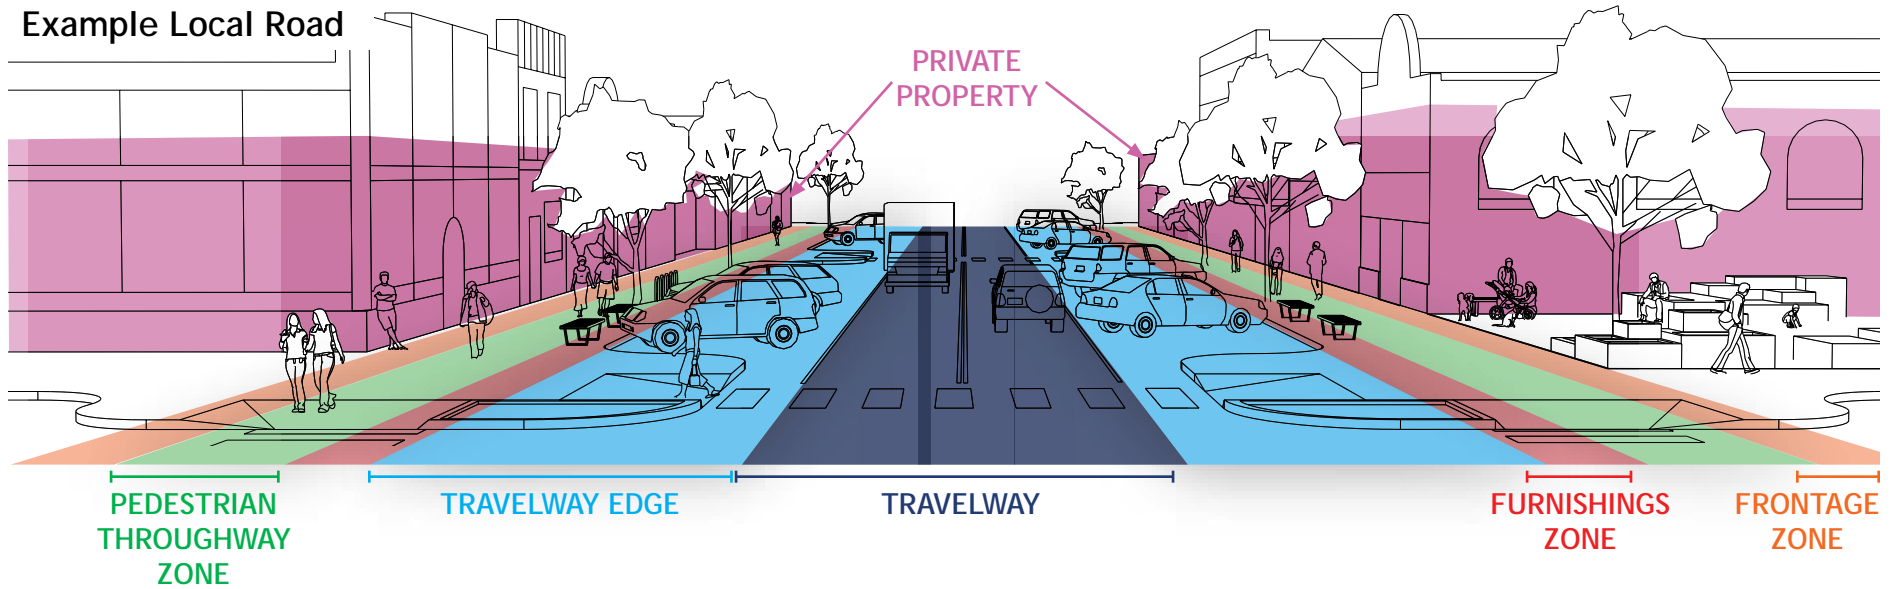 Example Local Road
PRIVATE
PROPERTY
PEDESTRIAN
THROUGHWAY
ZONE
TRAVELWAY EDGE
TRAVELWAY
FURNISHINGS
ZONE
FRONTAGE
ZONE